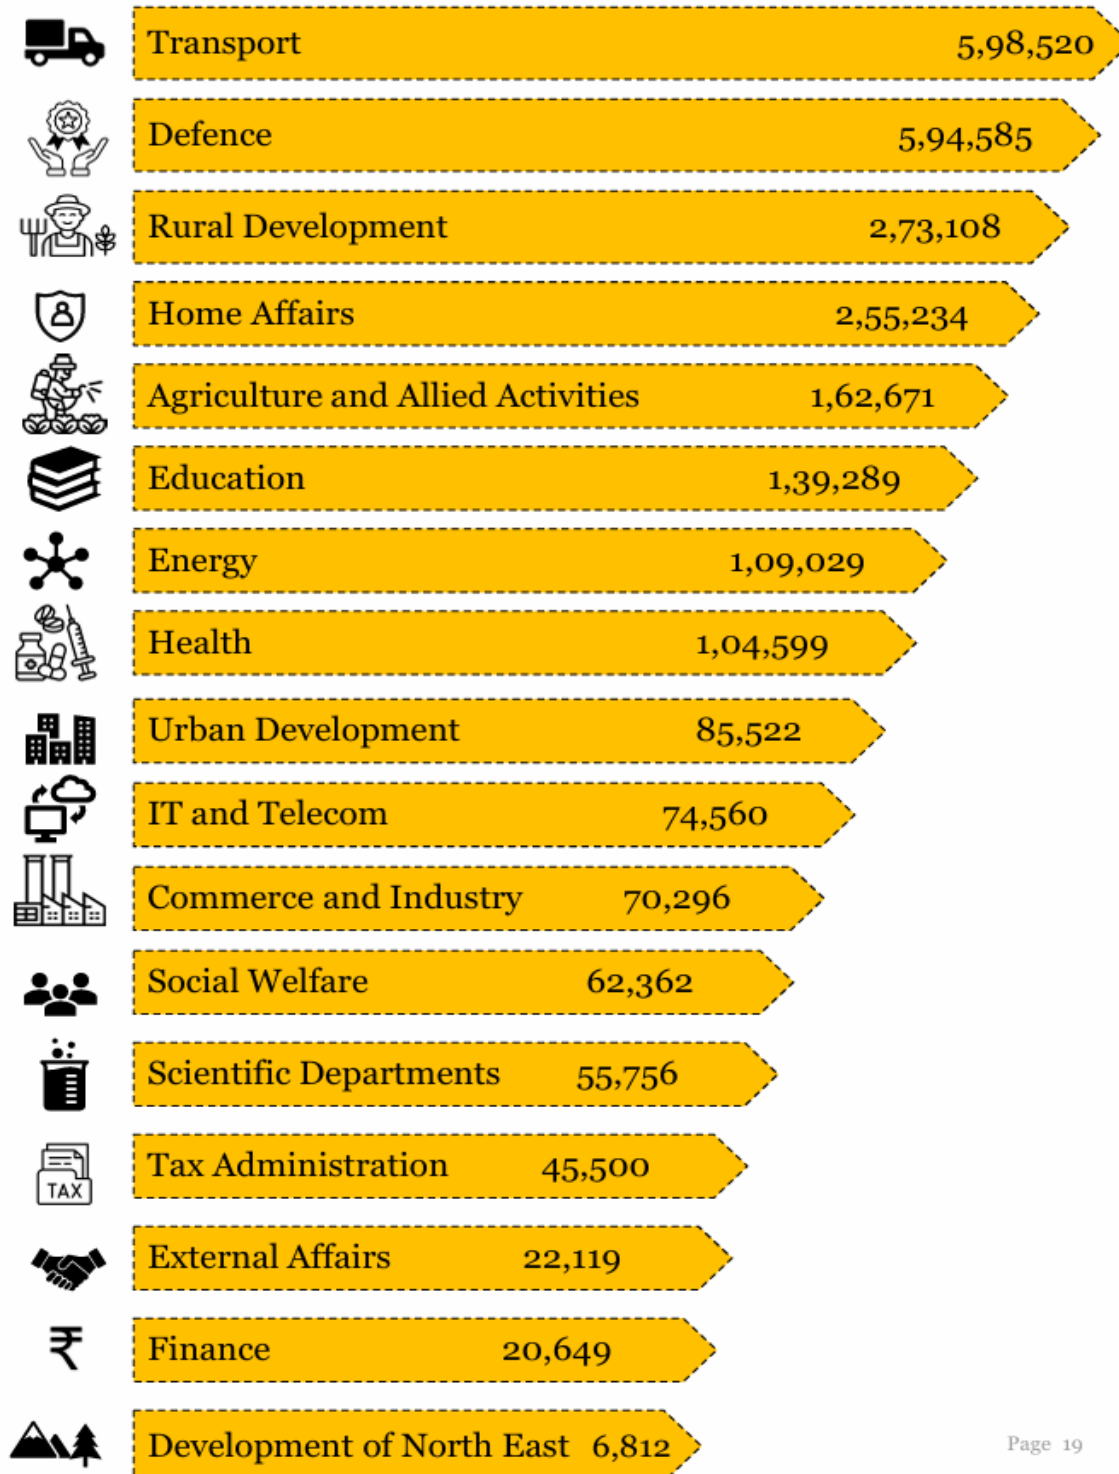 Transport 5,98,520
Defence 5,94,585
Rural Development 2,73,108
Home Affairs 2,55,234
Agriculture and Allied Activities 1,62,671
Education 1,39,289
Energy 1,09,029
Health 1,04,599
Urban Development 85,522
IT and Telecom 74,560
Commerce and Industry 70,296
Social Welfare 62,362
Scientific Departments 55,756
TAX Tax Administration 45,500
External Affairs 22,119
₹ Finance 20,649
Development of North East 6,812
Page 19